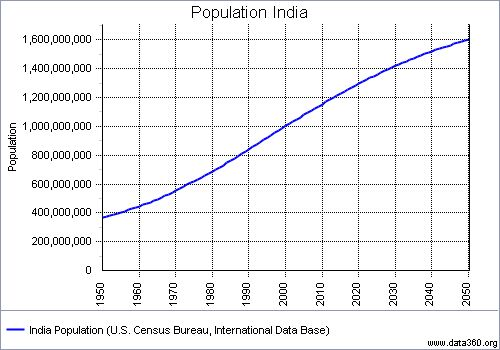 Population India
1,600,000,000
1,400,000,000
1,200,000,000
1,000,000,000
800,000,000
600,000,000
400,000,000
200,000,000
0
Population
1950 1960 1970 1980 1990 2000 2010 2020 2030 2040 2050
India Population (U.S. Census Bureau, International Data Base)
www.data360.org